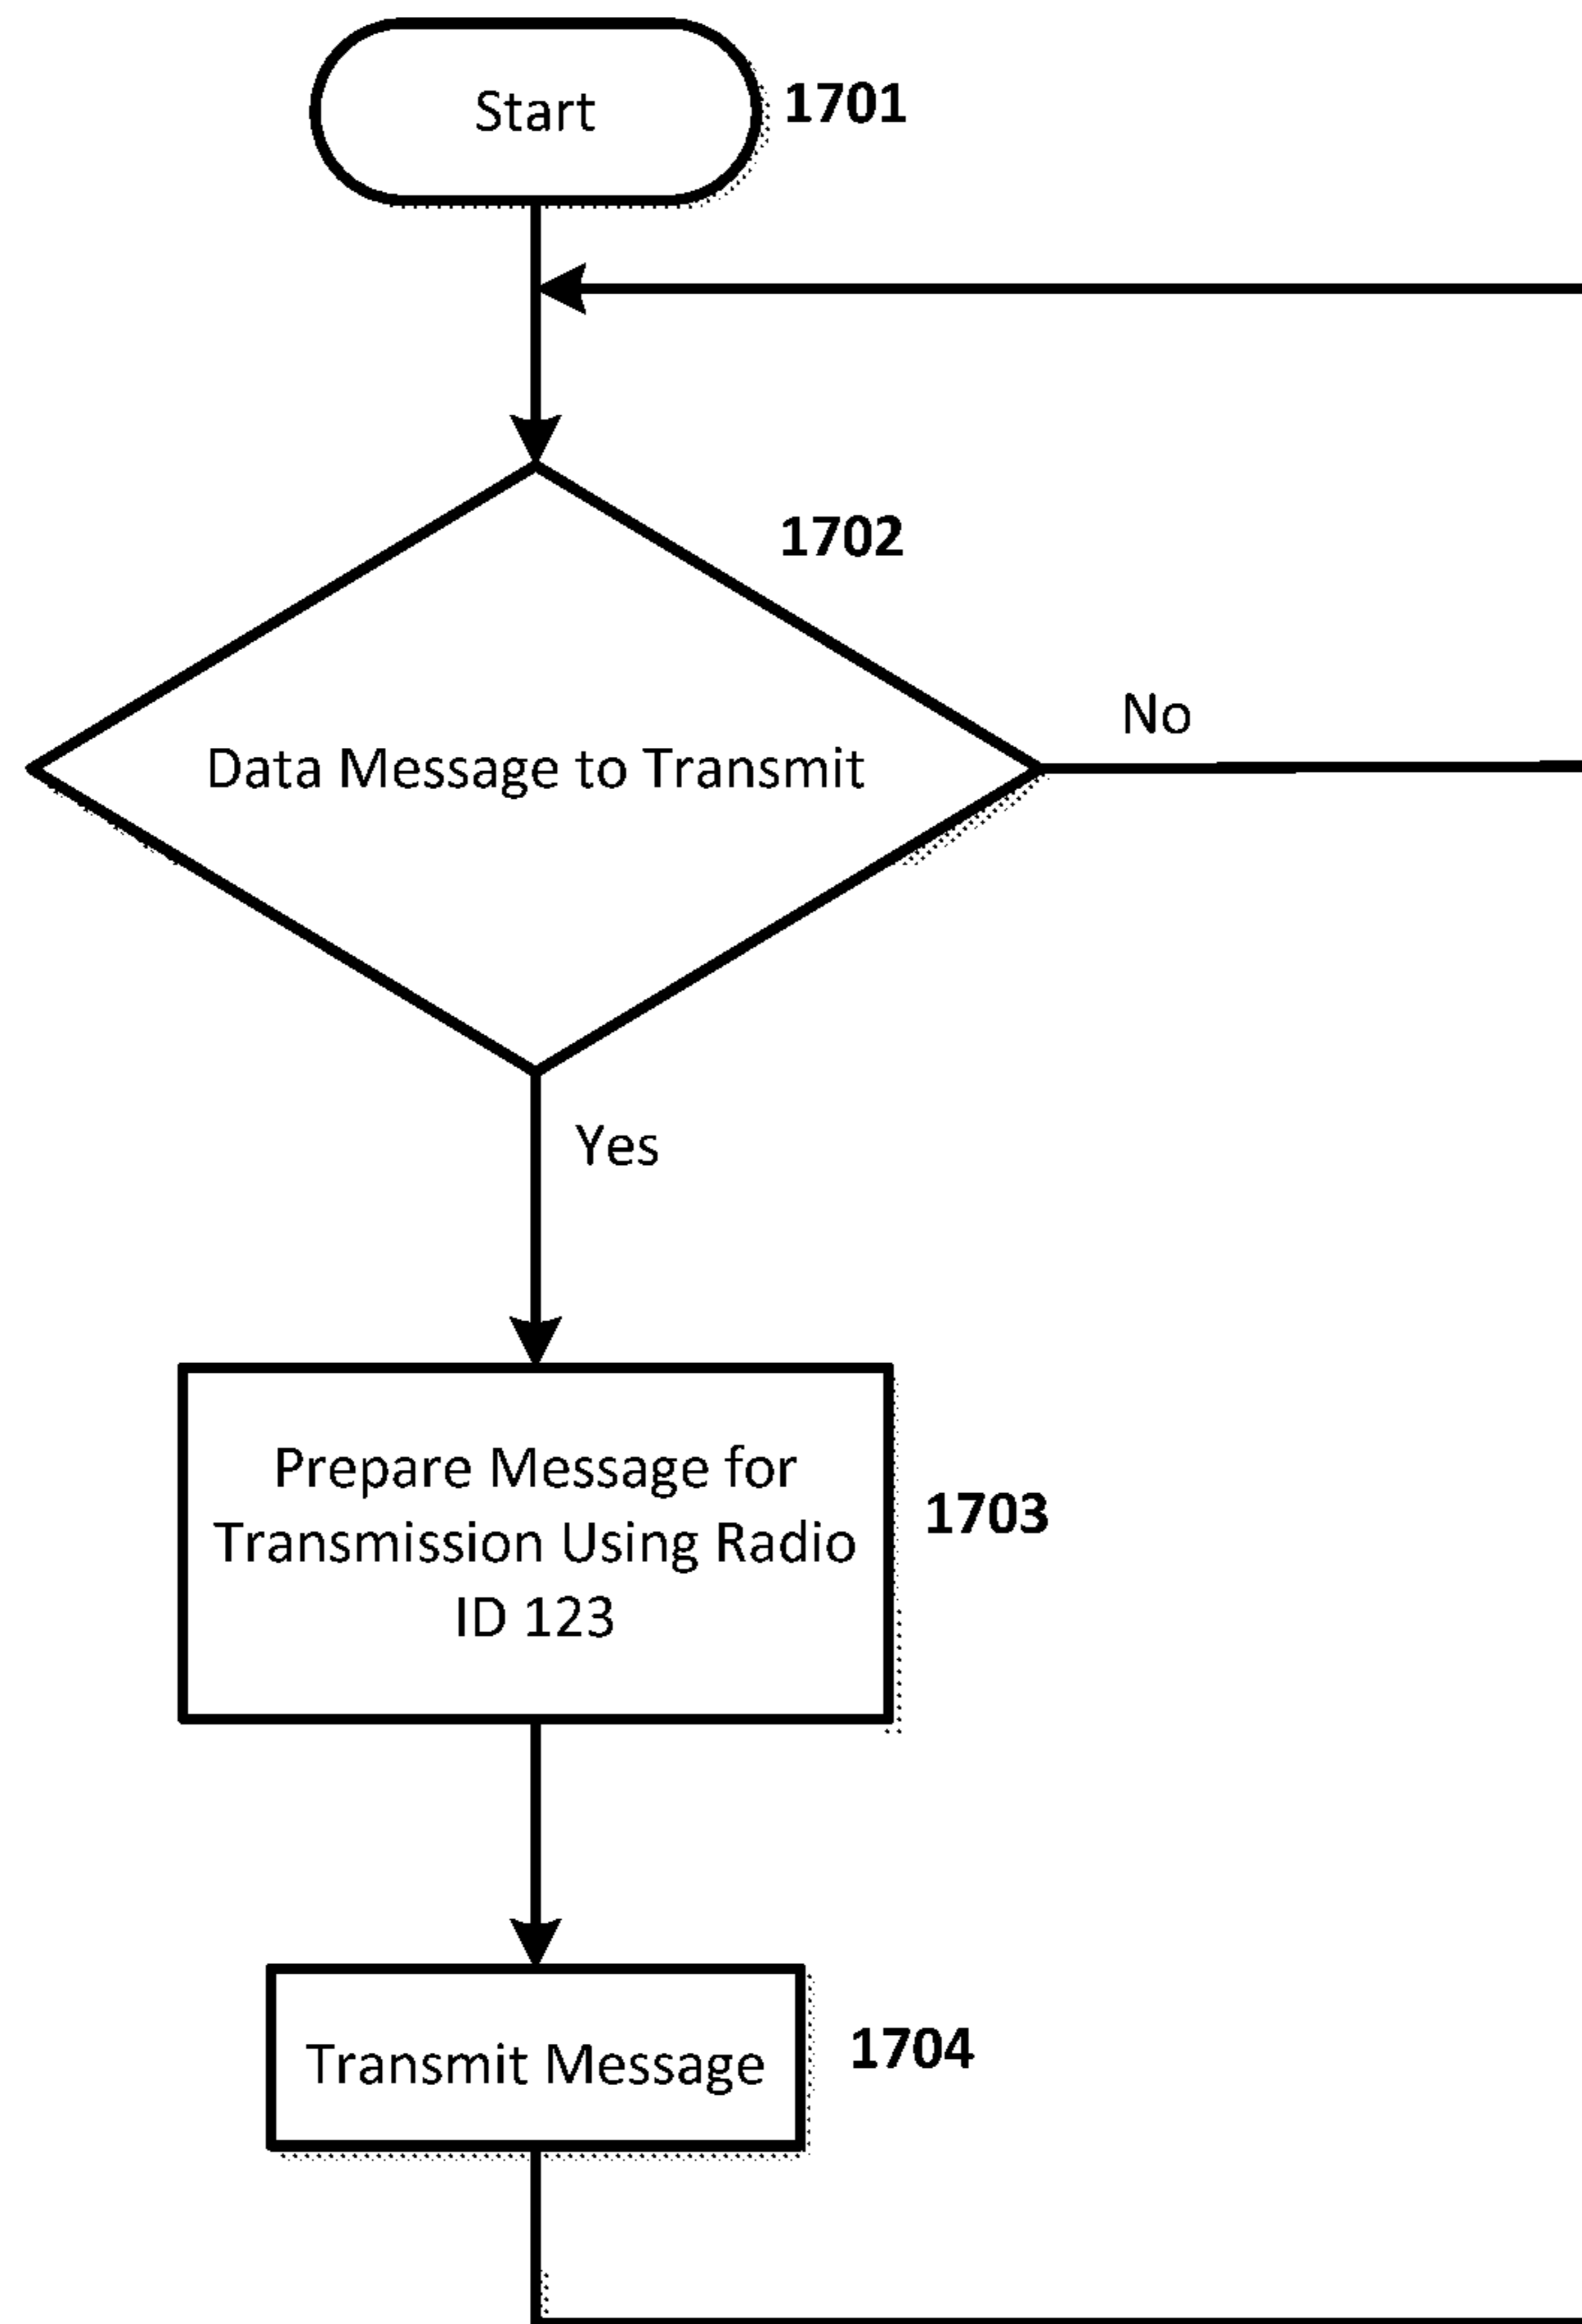 Start
1701
1702
Data Message to Transmit
No
Yes
Prepare Message for
Transmission Using Radio
ID 123
1703
Transmit Message
1704